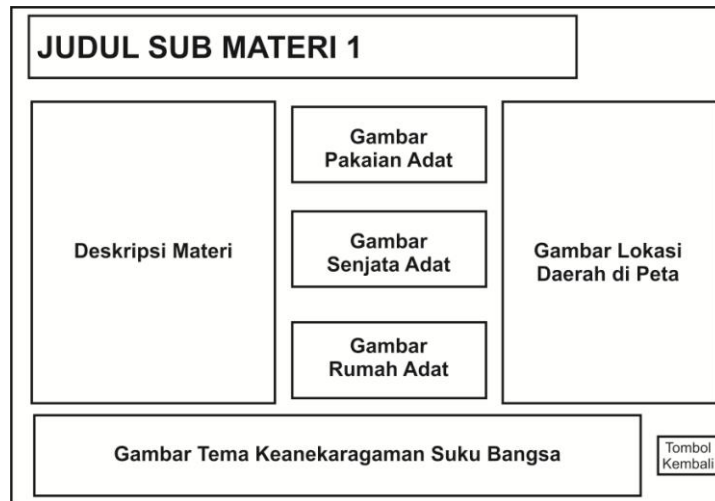 JUDUL SUB MATERI 1
Deskripsi Materi
Gambar
Pakaian Adat
Gambar
Senjata Adat
Gambar
Rumah Adat
Gambar Lokasi
Daerah di Peta
Gambar Tema Keanekaragaman Suku Bangsa
Tombol
Kembali